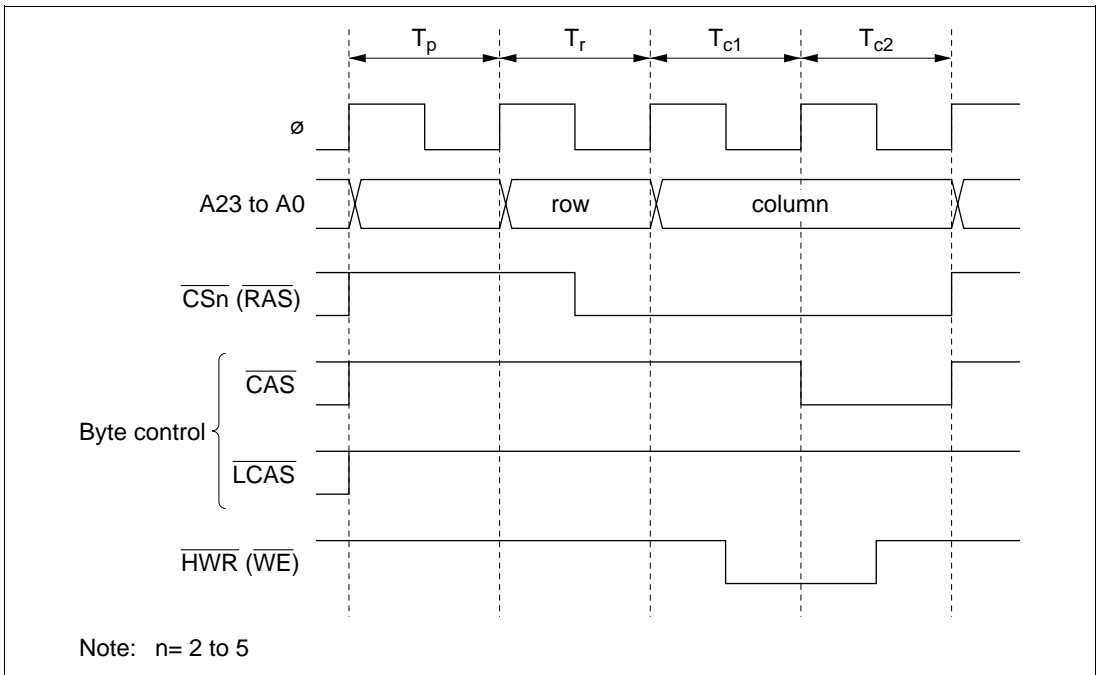 Tp Tr Tc1 Tc2
ø
A23 to A0 row column
CSn (RAS)
CAS
Byte control
LCAS
HWR (WE)
Note: n= 2 to 5